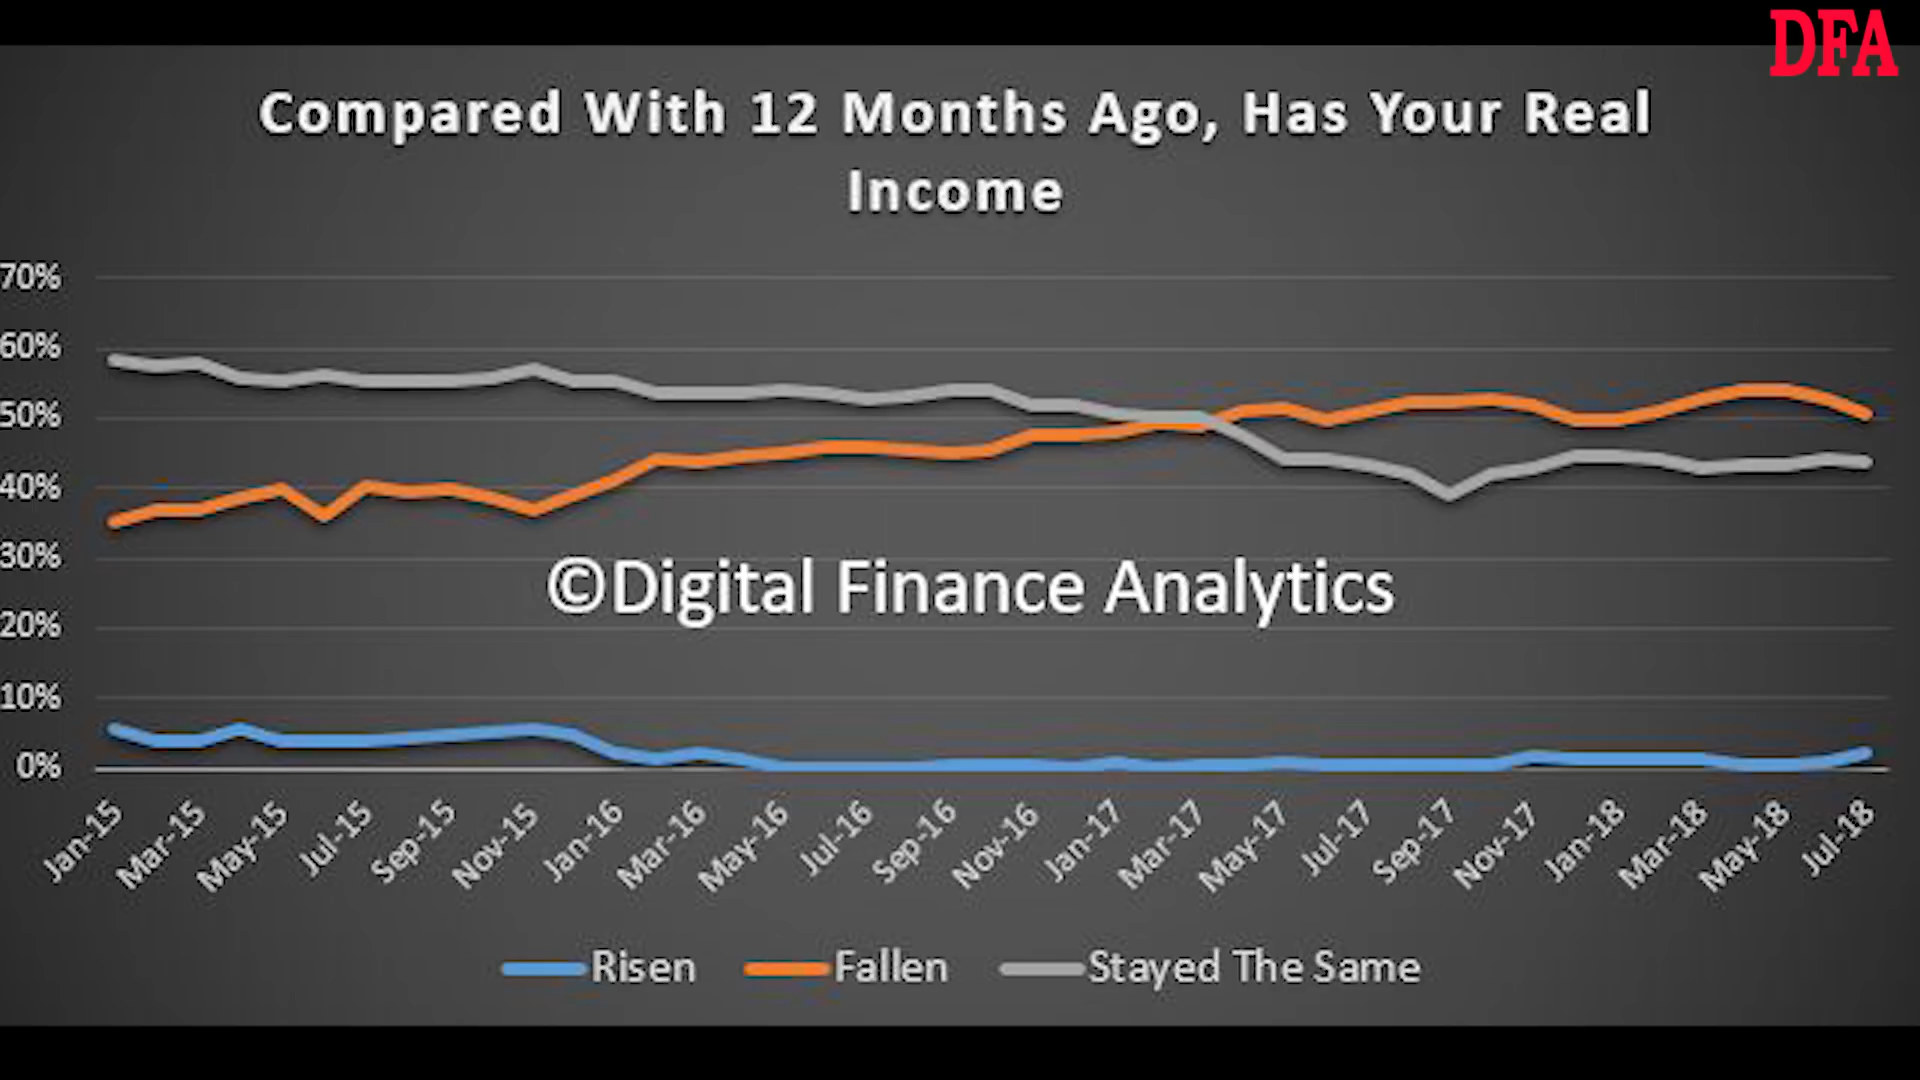 DFA
Compared With 12 Months Ago, Has Your Real
Income
70%
60%
50%
40%
30%
©Digital Finance Analytics
20%
10%
0%
Jan-15 Mar-15 May-15 Jul-15 Sep-15 Nov-15 Jan-16 Mar-16 May-16 Jul-16 Sep-16 Nov-16 Jan-17 Mar-17 May-17 Jul-17 Sep-17 Nov-17 Jan-18 Mar-18 May-18 Jul-18
Risen Fallen Stayed The Same